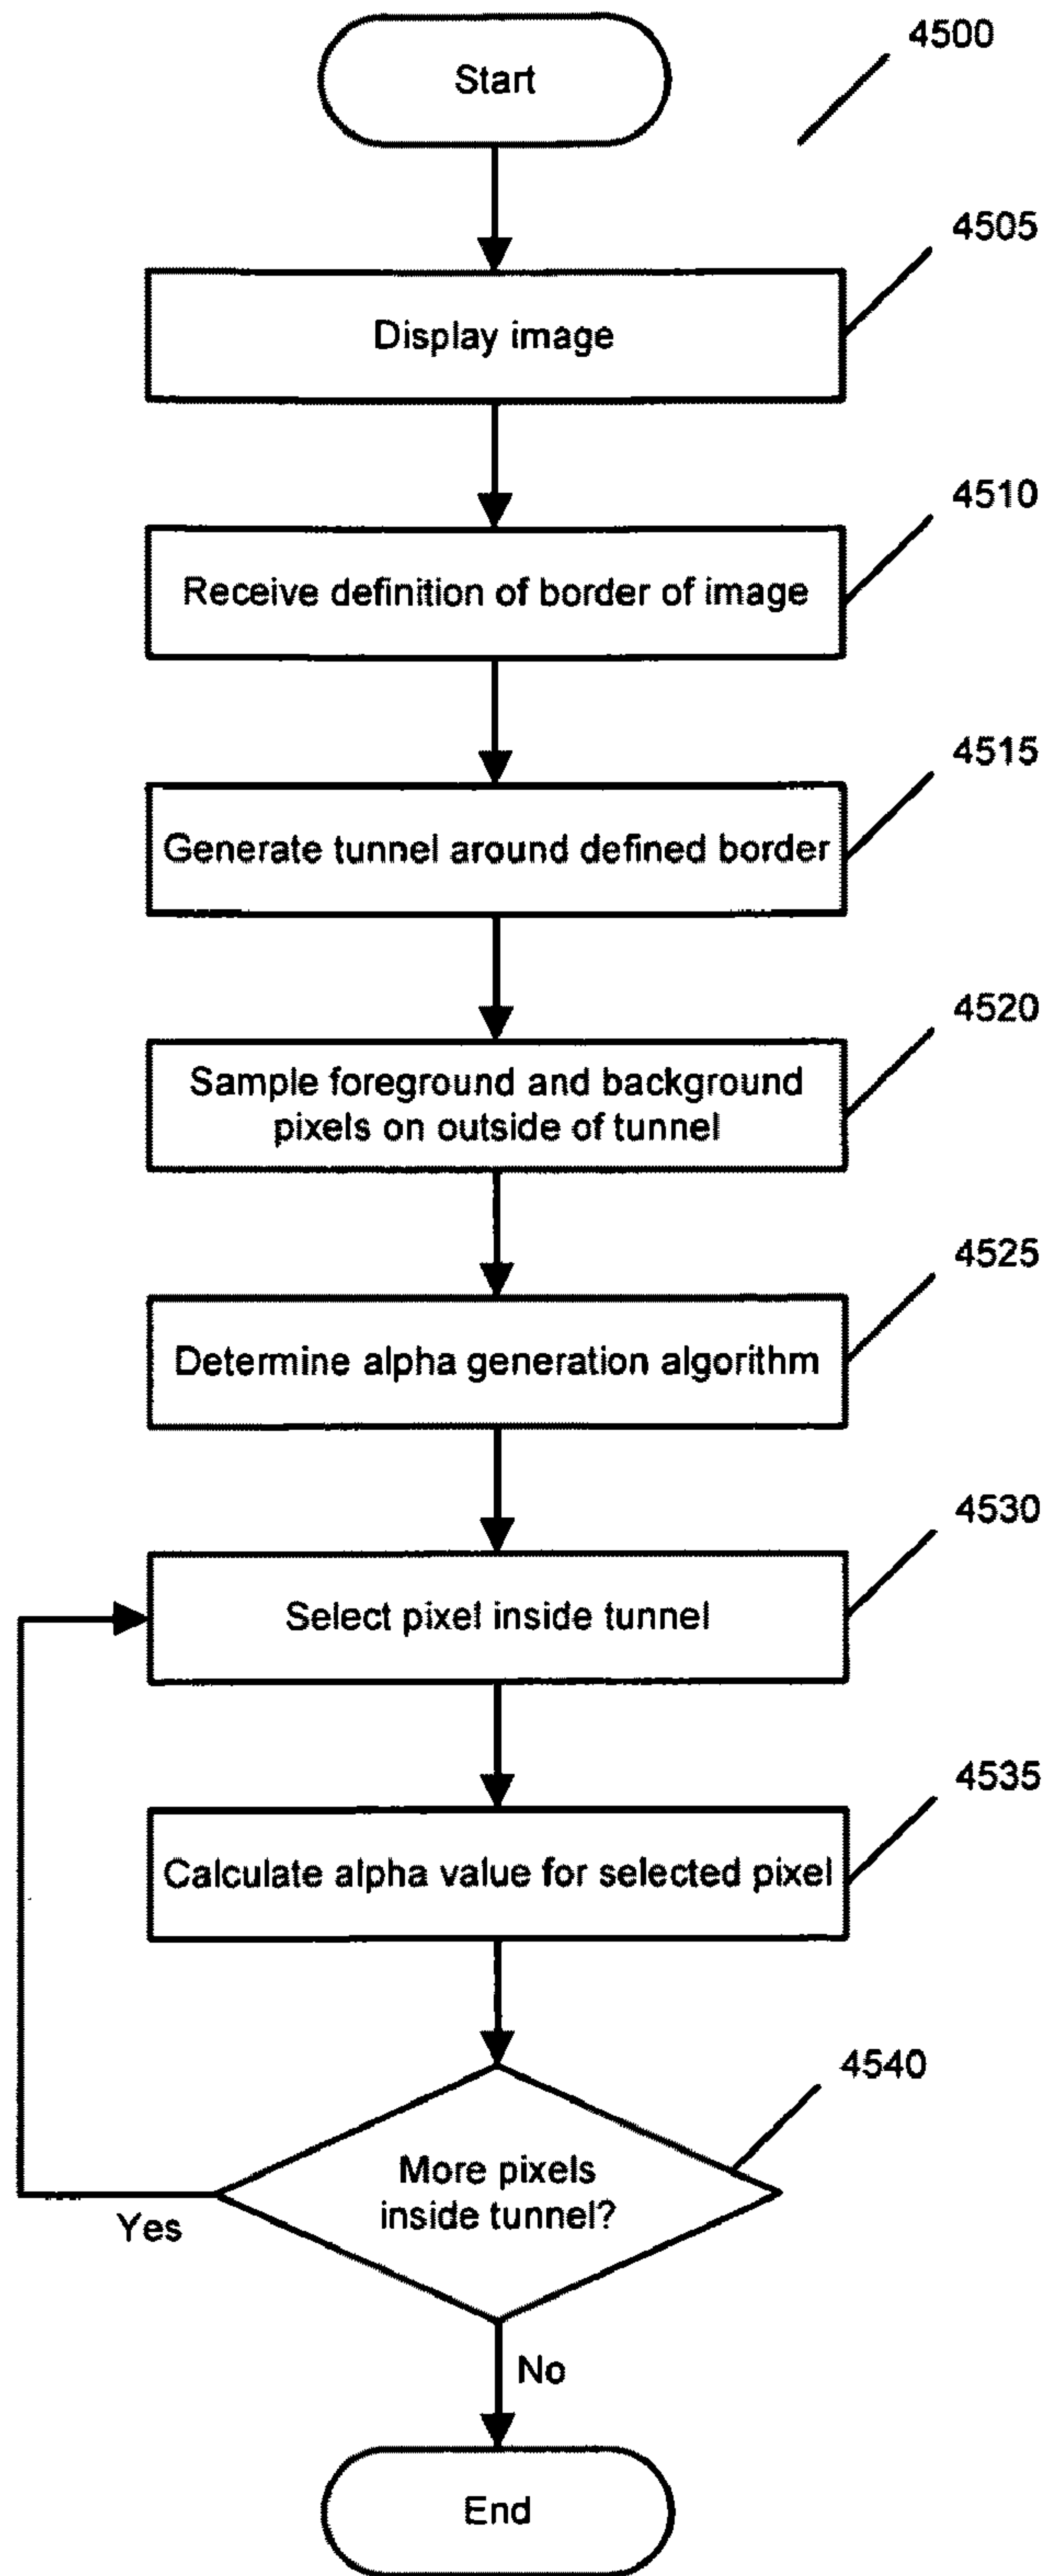 4500
Start
4505
Display image
4510
Receive definition of border of image
4515
Generate tunnel around defined border
4520
Sample foreground and background
pixels on outside of tunnel
4525
Determine alpha generation algorithm
4530
Select pixel inside tunnel
4535
Calculate alpha value for selected pixel
4540
More pixels
inside tunnel?
Yes
No
End